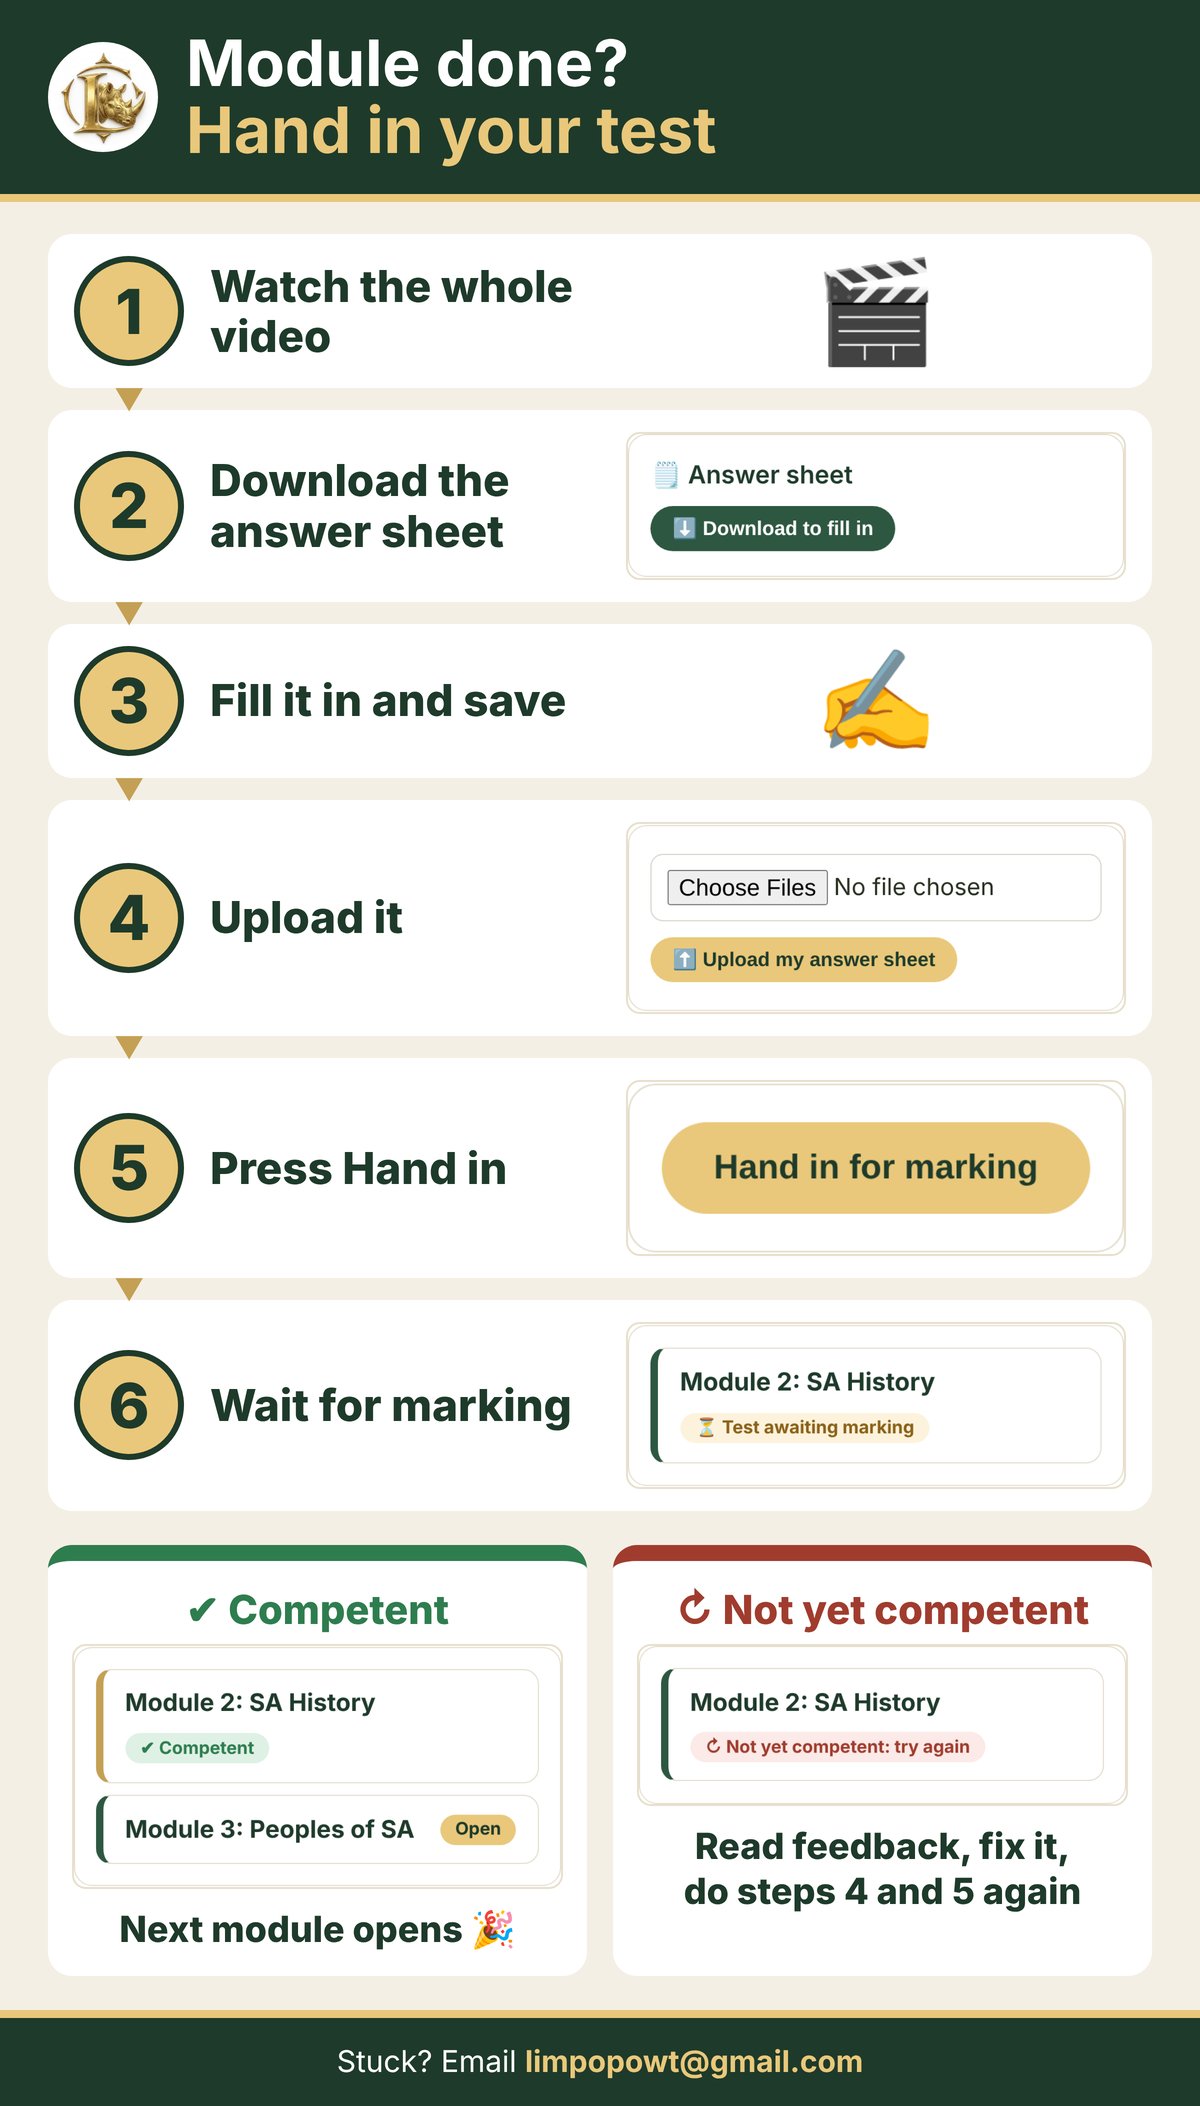 Module done?
Hand in your test
1
Watch the whole
video
2
Download the
answer sheet
Answer sheet
Download to fill in
3
Fill it in and save
4
Upload it
Choose Files No file chosen
Upload my answer sheet
5
Press Hand in
Hand in for marking
6
Wait for marking
Module 2: SA History
Test awaiting marking
✔ Competent
Module 2: SA History
✔ Competent
Module 3: Peoples of SA Open
Next module opens
↻ Not yet competent
Module 2: SA History
↻ Not yet competent: try again
Read feedback, fix it,
do steps 4 and 5 again
Stuck? Email limpopowt@gmail.com